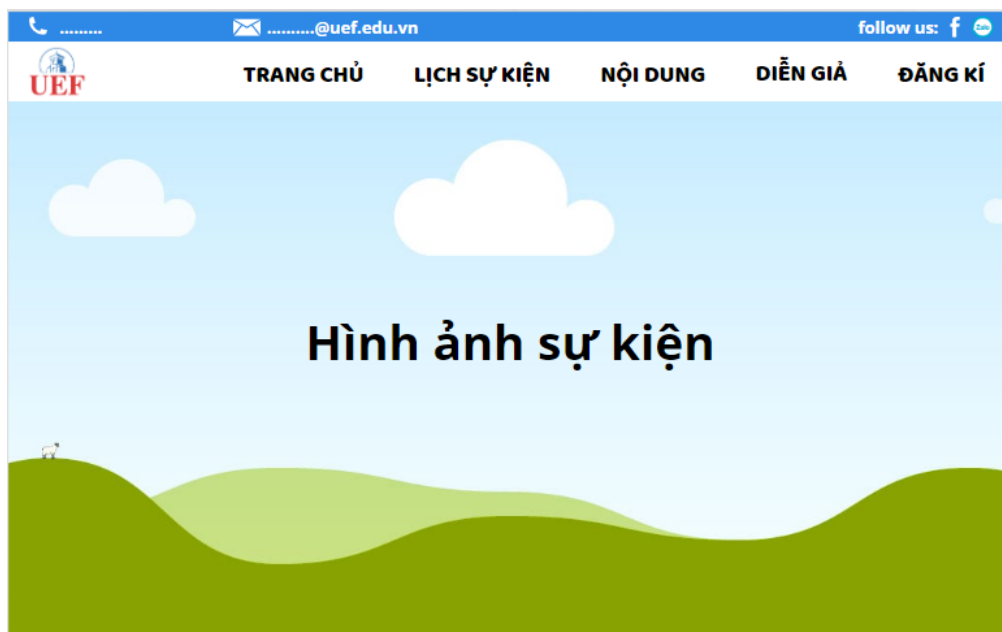 ......... ..........@uef.edu.vn follow us: f Zalo
UEF TRANG CHỦ LỊCH SỰ KIỆN NỘI DUNG DIỄN GIẢ ĐĂNG KÍ
Hình ảnh sự kiện